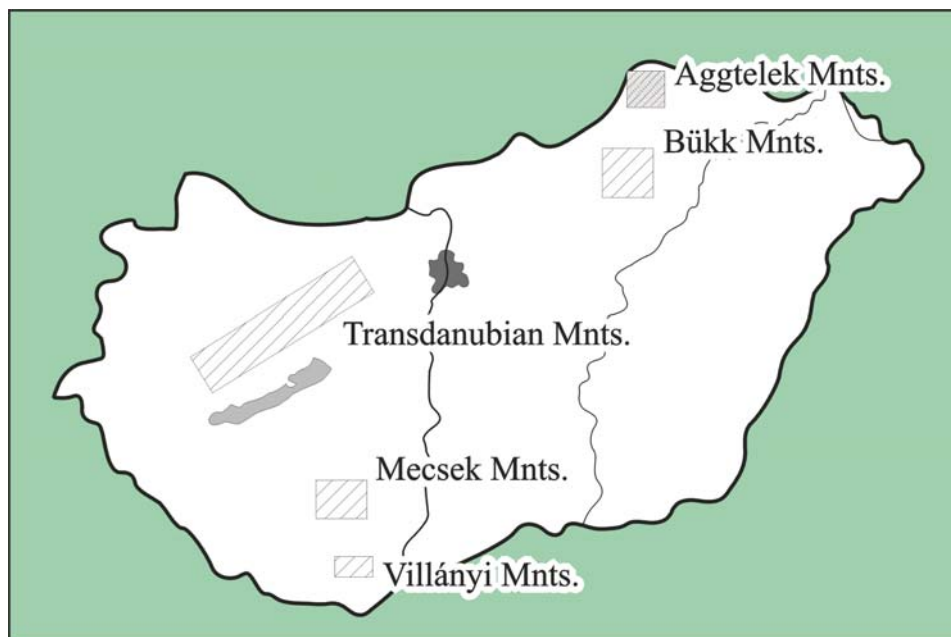 Aggtelek Mnts.
Bükk Mnts.
Transdanubian Mnts.
Mecsek Mnts.
Villányi Mnts.